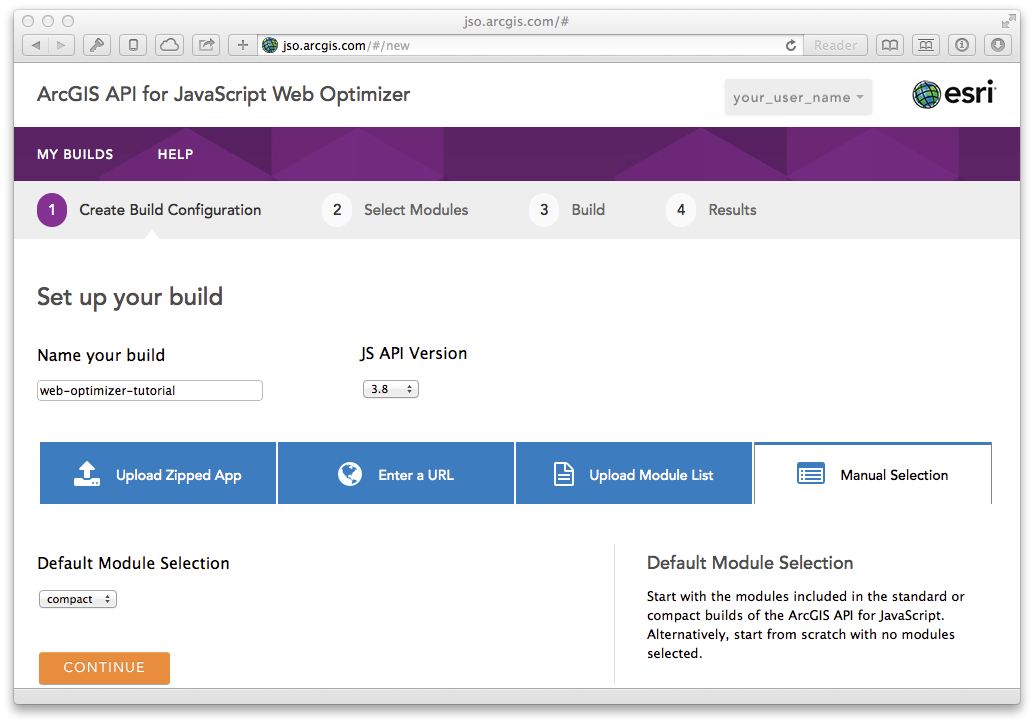 jso.arcgis.com/#
jso.arcgis.com/#/new
Reader
ArcGIS API for JavaScript Web Optimizer
your_user_name
esri
MY BUILDS
HELP
1 Create Build Configuration
2 Select Modules
3 Build
4 Results
Set up your build
Name your build
JS API Version
web-optimizer-tutorial
3.8
Upload Zipped App
Enter a URL
Upload Module List
Manual Selection
Default Module Selection
compact
CONTINUE
Default Module Selection
Start with the modules included in the standard or
compact builds of the ArcGIS API for JavaScript.
Alternatively, start from scratch with no modules
selected.